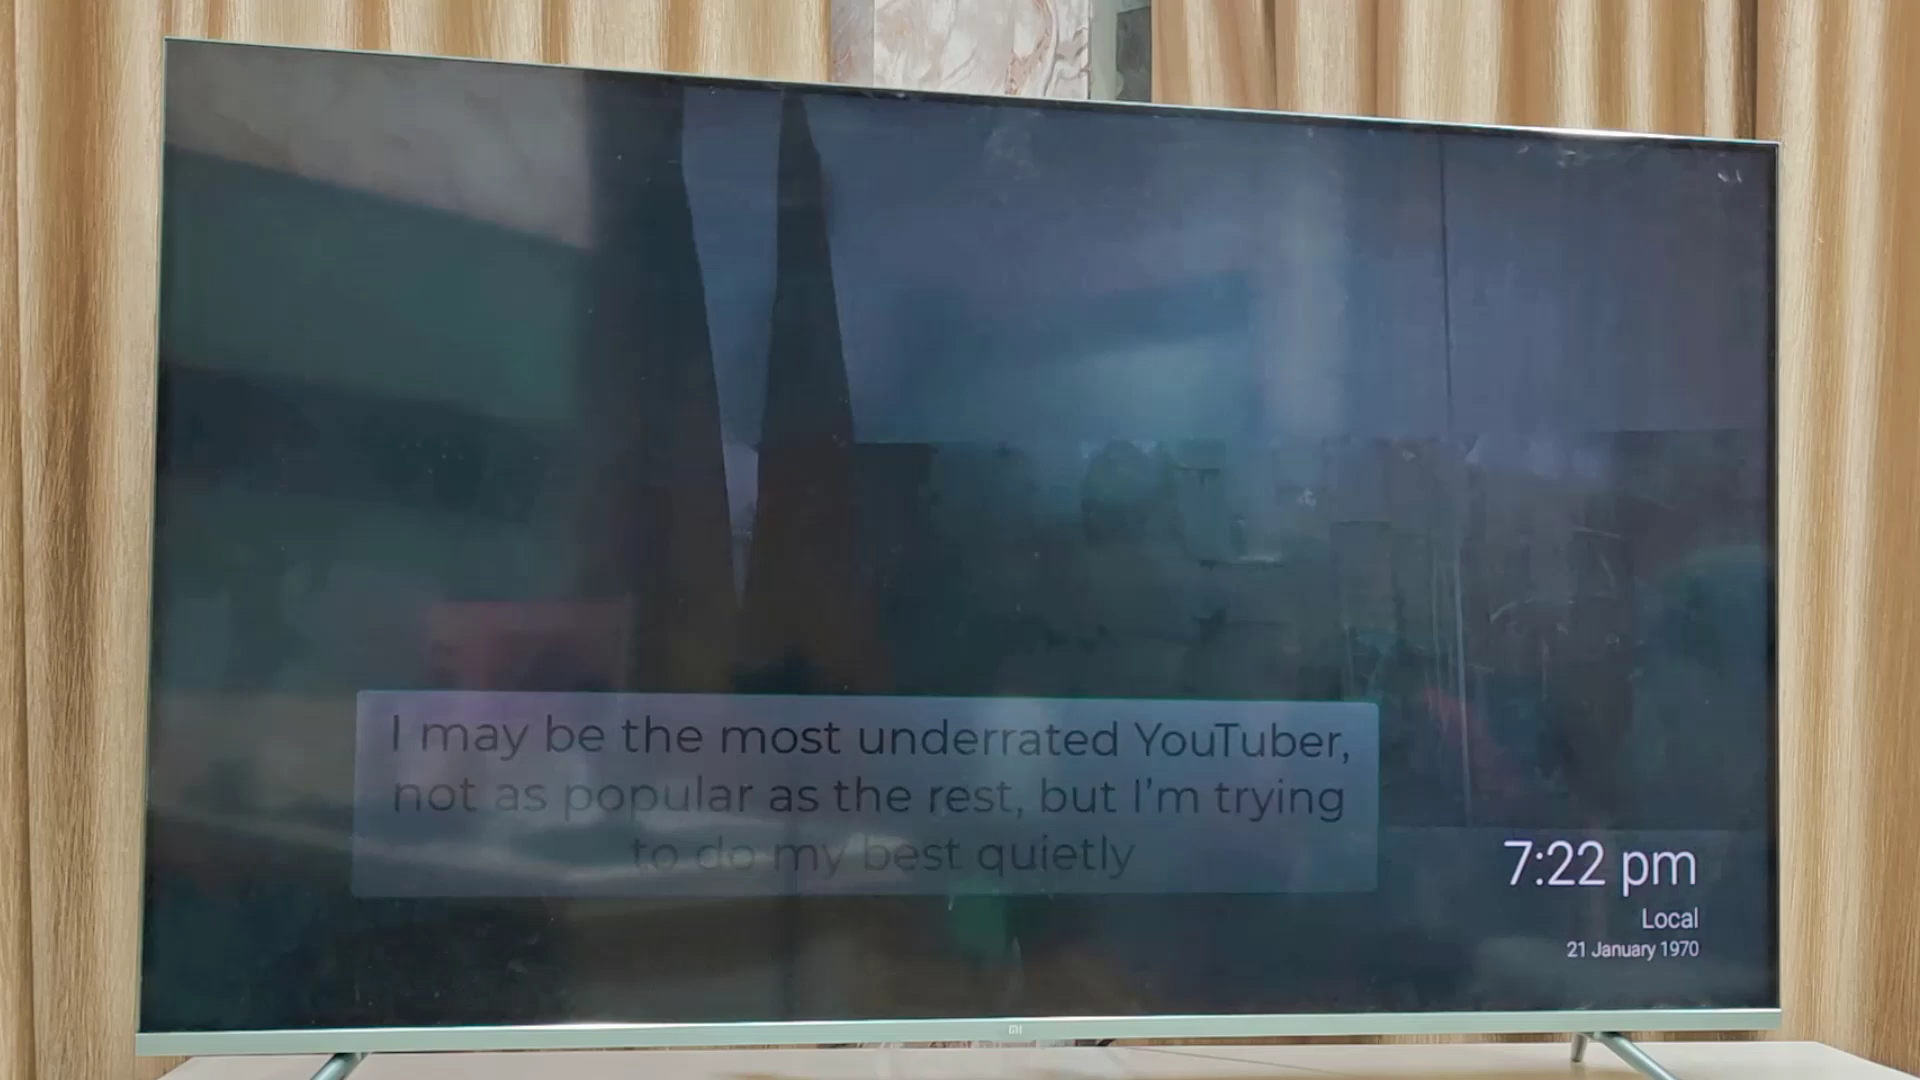 I may be the most underrated YouTuber,
not as popular as the rest, but I'm trying
to do my best quietly
7:22 pm
Local
21 January 1970
mi